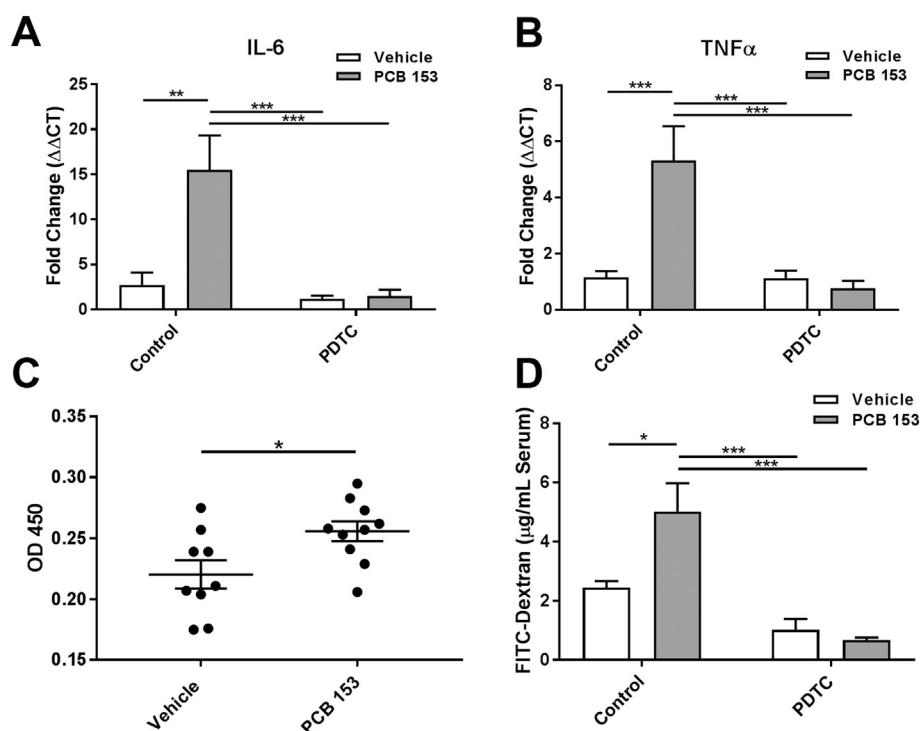 A
IL-6
Vehicle
PCB 153
Fold Change (ΔΔCT)
25
20
15
10
5
0
**
***
***
Control
PDTC
B
TNFα
Vehicle
PCB 153
Fold Change (ΔΔCT)
8
6
4
2
0
***
***
***
Control
PDTC
C
OD 450
0.35
0.30
0.25
0.20
0.15
*
Vehicle
PCB 153
D
Vehicle
PCB 153
FITC-Dextran (μg/mL Serum)
8
6
4
2
0
*
***
***
Control
PDTC